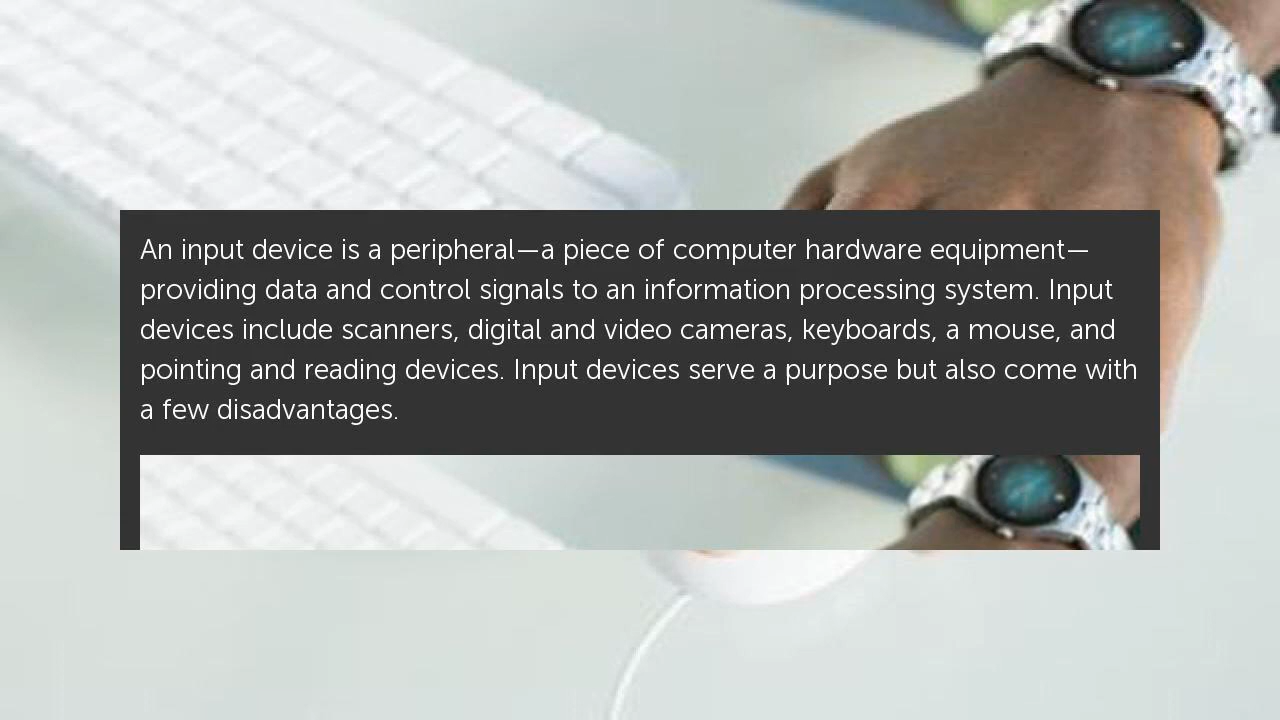 An input device is a peripheral—a piece of computer hardware equipment—
providing data and control signals to an information processing system. Input
devices include scanners, digital and video cameras, keyboards, a mouse, and
pointing and reading devices. Input devices serve a purpose but also come with
a few disadvantages.